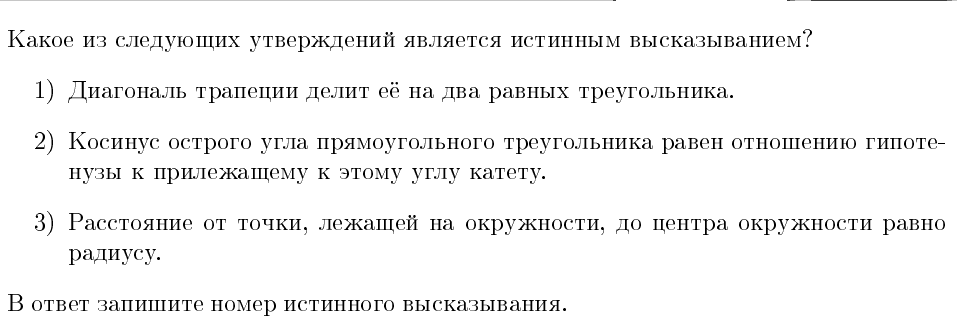 Какое из следующих утверждений является истинным высказыванием?
1) Диагональ трапеции делит её на два равных треугольника.
2) Косинус острого угла прямоугольного треугольника равен отношению гипоте-
нузы к прилежащему к этому углу катету.
3) Расстояние от точки, лежащей на окружности, до центра окружности равно
радиусу.
В ответ запишите номер истинного высказывания.